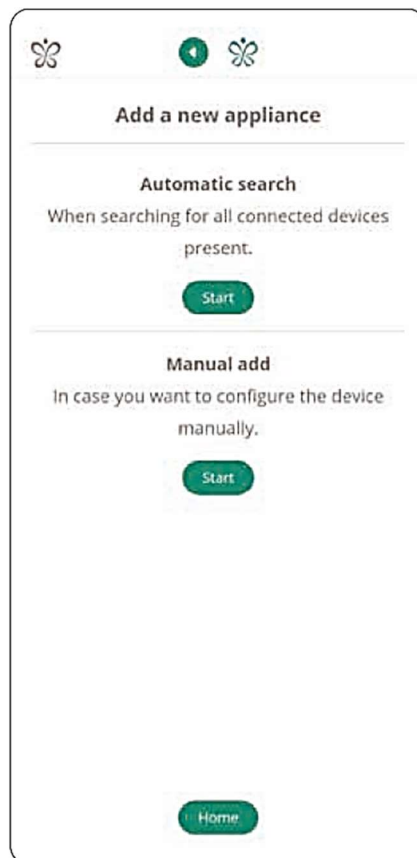 Add a new appliance
Automatic search
When searching for all connected devices
present.
Start
Manual add
In case you want to configure the device
manually.
Start
Home